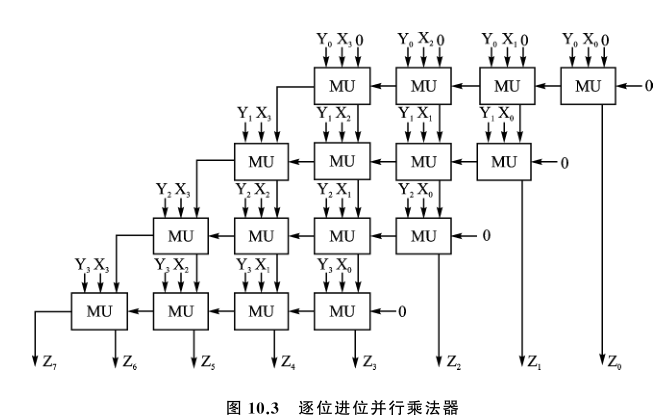 Y₀ X₃ 0 Y₀ X₂ 0 Y₀ X₁ 0 Y₀ X₀ 0
MU MU MU MU 0
Y₁ X₃ Y₁ X₂ Y₁ X₁ Y₁ X₀
MU MU MU MU 0
Y₂ X₃ Y₂ X₂ Y₂ X₁ Y₂ X₀
MU MU MU MU 0
Y₃ X₃ Y₃ X₂ Y₃ X₁ Y₃ X₀
MU MU MU MU 0
Z₇ Z₆ Z₅ Z₄ Z₃ Z₂ Z₁ Z₀
图 10.3 逐位进位并行乘法器